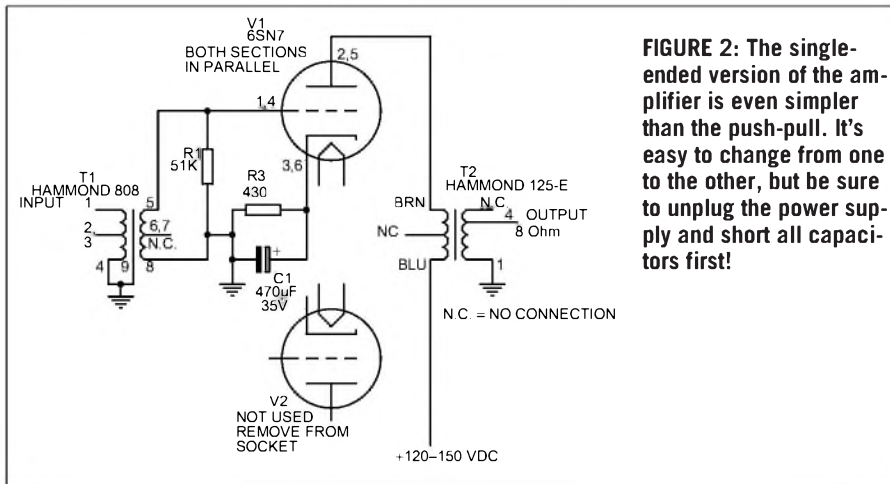 V1
6SN7
BOTH SECTIONS
IN PARALLEL
2,5
1,4
3,6
R1
51K
R3
430
T1
HAMMOND 808
INPUT
1
2
3
4
5
6,7
N.C.
8
9
C1
+
470µF
35V
T2
HAMMOND 125-E
N.C.
BRN
4
OUTPUT
8 Ohm
NC
BLU
1
N.C. = NO CONNECTION
V2
NOT USED
REMOVE FROM
SOCKET
+120–150 VDC
FIGURE 2: The single-
ended version of the am-
plifier is even simpler
than the push-pull. It's
easy to change from one
to the other, but be sure
to unplug the power sup-
ply and short all capaci-
tors first!